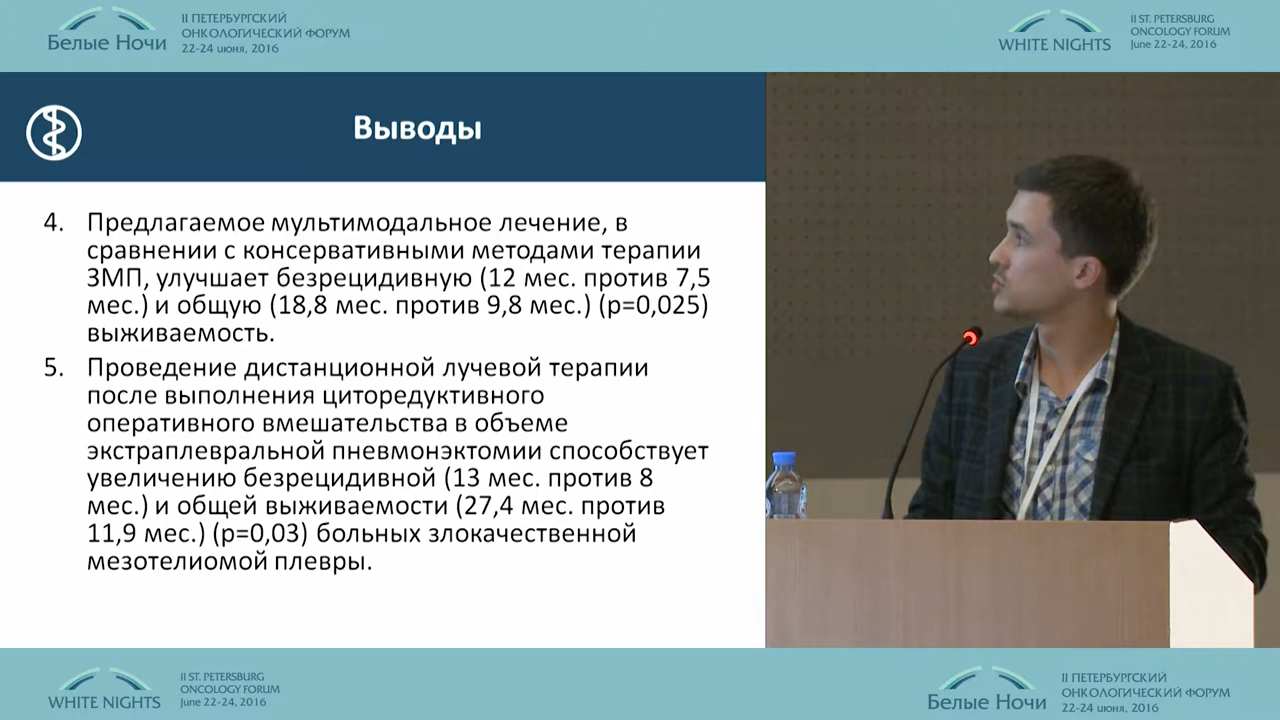 Белые Ночи
II ПЕТЕРБУРГСКИЙ
ОНКОЛОГИЧЕСКИЙ ФОРУМ
22-24 июня, 2016
WHITE NIGHTS
II ST. PETERSBURG
ONCOLOGY FORUM
June 22-24, 2016
Выводы
4. Предлагаемое мультимодальное лечение, в
сравнении с консервативными методами терапии
ЗМП, улучшает безрецидивную (12 мес. против 7,5
мес.) и общую (18,8 мес. против 9,8 мес.) (p=0,025)
выживаемость.
5. Проведение дистанционной лучевой терапии
после выполнения циторедуктивного
оперативного вмешательства в объеме
экстраплевральной пневмонэктомии способствует
увеличению безрецидивной (13 мес. против 8
мес.) и общей выживаемости (27,4 мес. против
11,9 мес.) (p=0,03) больных злокачественной
мезотелиомой плевры.
WHITE NIGHTS
II ST. PETERSBURG
ONCOLOGY FORUM
June 22-24, 2016
Белые Ночи
II ПЕТЕРБУРГСКИЙ
ОНКОЛОГИЧЕСКИЙ ФОРУМ
22-24 июня, 2016